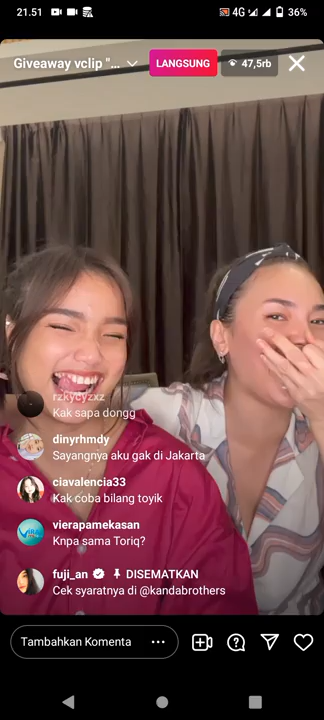 21.51
4G
36%
Giveaway vclip "...
LANGSUNG
47,5rb
rzkycyzxz
Kak sapa dongg
dinyrhmdy
Sayangnya aku gak di Jakarta
ciavalencia33
Kak coba bilang toyik
vierapamekasan
Knpa sama Toriq?
fuji_an DISEMATKAN
Cek syaratnya di @kandabrothers
Tambahkan Komenta